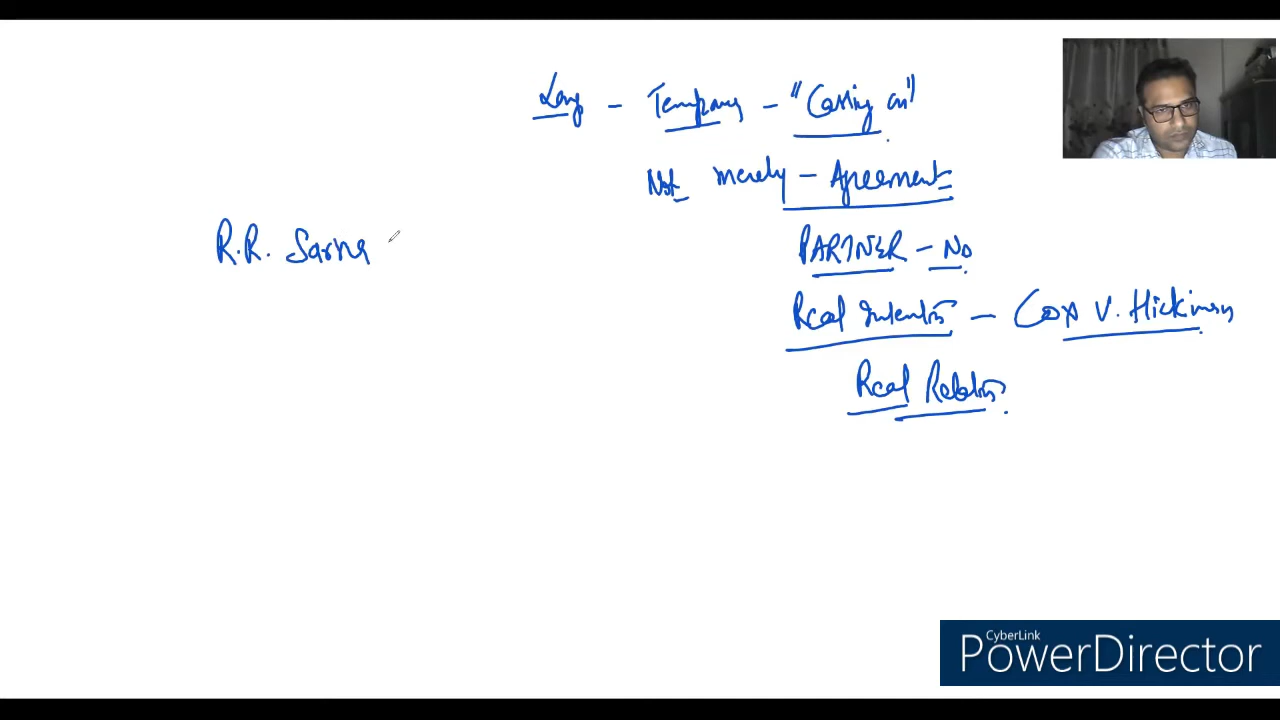 Long - Temporary - "Carrying on"
Not merely - Agreement
R.R. Sarna
PARTNER - No.
Real Intention - Cox v. Hickman
Real Relation.
CyberLink
PowerDirector